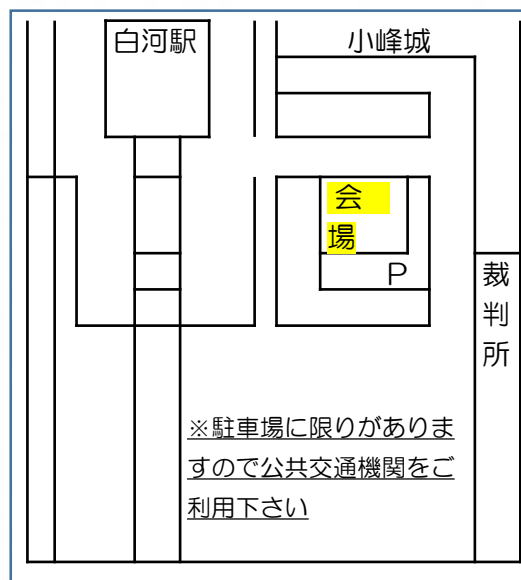 白河駅
小峰城
会
場
P
裁
判
所
※駐車場に限りがありま
すので公共交通機関をご
利用下さい